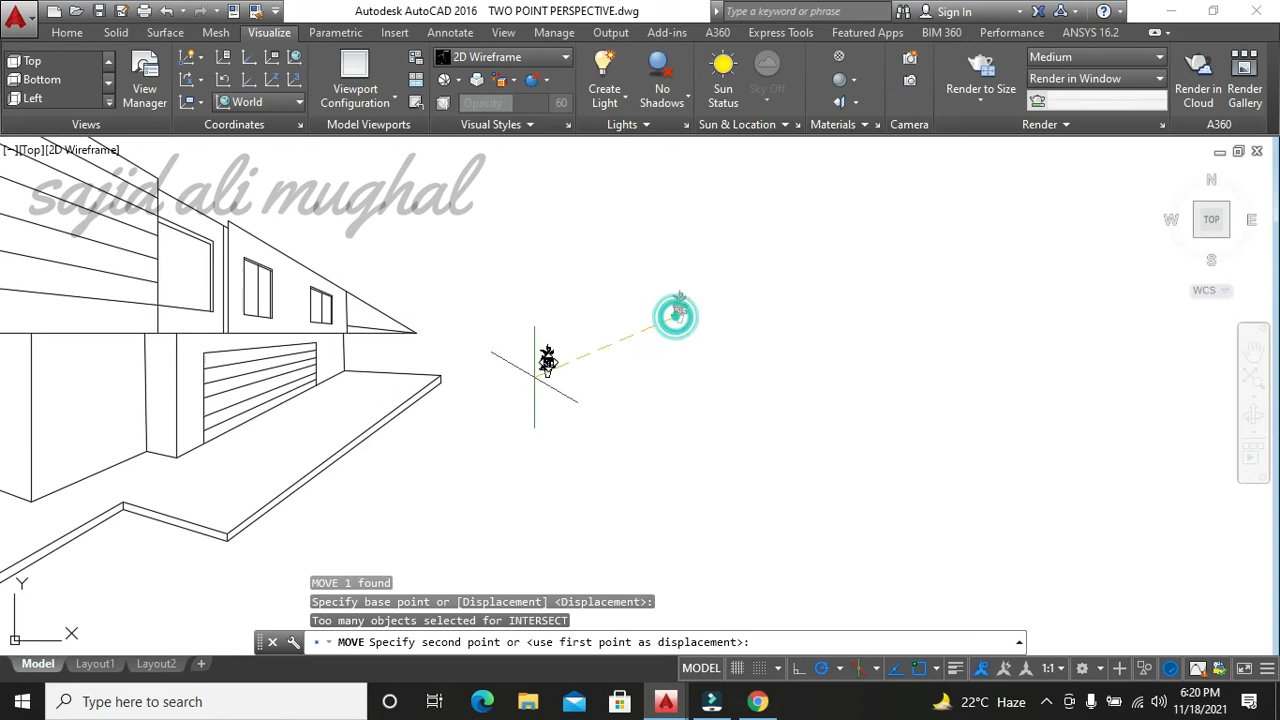 Autodesk AutoCAD 2016 TWO POINT PERSPECTIVE.dwg
Type a keyword or phrase
Sign In
Home Solid Surface Mesh Visualize Parametric Insert Annotate View Manage Output Add-ins A360 Express Tools Featured Apps BIM 360 Performance ANSYS 16.2
Top
Bottom
Left
View Manager
World
Viewport Configuration
2D Wireframe
Opacity 60
Create Light
No Shadows
Sun Status
Sky Off
Render to Size
Medium
Render in Window
Render in Cloud
Render Gallery
Views Coordinates Model Viewports Visual Styles Lights Sun & Location Materials Camera Render A360
[−][Top][2D Wireframe]
sajid ali mughal
N
W TOP E
S
WCS
MOVE 1 found
Specify base point or [Displacement] <Displacement>:
Too many objects selected for INTERSECT
MOVE Specify second point or <use first point as displacement>:
Y
X
Model Layout1 Layout2 +
MODEL 1:1
Type here to search
22°C Haze
6:20 PM
11/18/2021